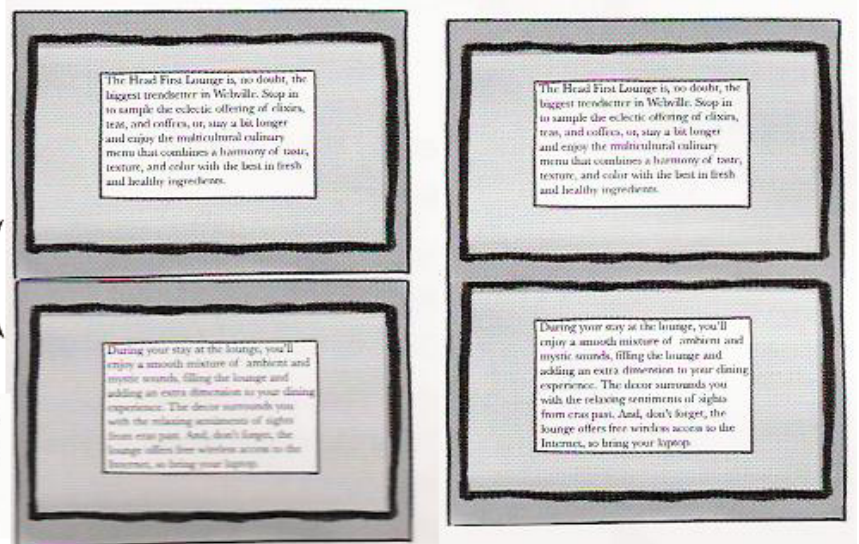 The Head First Lounge is, no doubt, the
biggest trendsetter in Webville. Stop in
to sample the eclectic offering of elixirs,
teas, and coffees, or, stay a bit longer
and enjoy the multicultural culinary
menu that combines a harmony of taste,
texture, and color with the best in fresh
and healthy ingredients.
During your stay at the lounge, you'll
enjoy a smooth mixture of ambient and
mystic sounds, filling the lounge and
adding an extra dimension to your dining
experience. The decor surrounds you
with the relaxing sentiments of sights
from eras past. And, don't forget, the
lounge offers free wireless access to the
Internet, so bring your laptop.
The Head First Lounge is, no doubt, the
biggest trendsetter in Webville. Stop in
to sample the eclectic offering of elixirs,
teas, and coffees, or, stay a bit longer
and enjoy the multicultural culinary
menu that combines a harmony of taste,
texture, and color with the best in fresh
and healthy ingredients.
During your stay at the lounge, you'll
enjoy a smooth mixture of ambient and
mystic sounds, filling the lounge and
adding an extra dimension to your dining
experience. The decor surrounds you
with the relaxing sentiments of sights
from eras past. And, don't forget, the
lounge offers free wireless access to the
Internet, so bring your laptop.